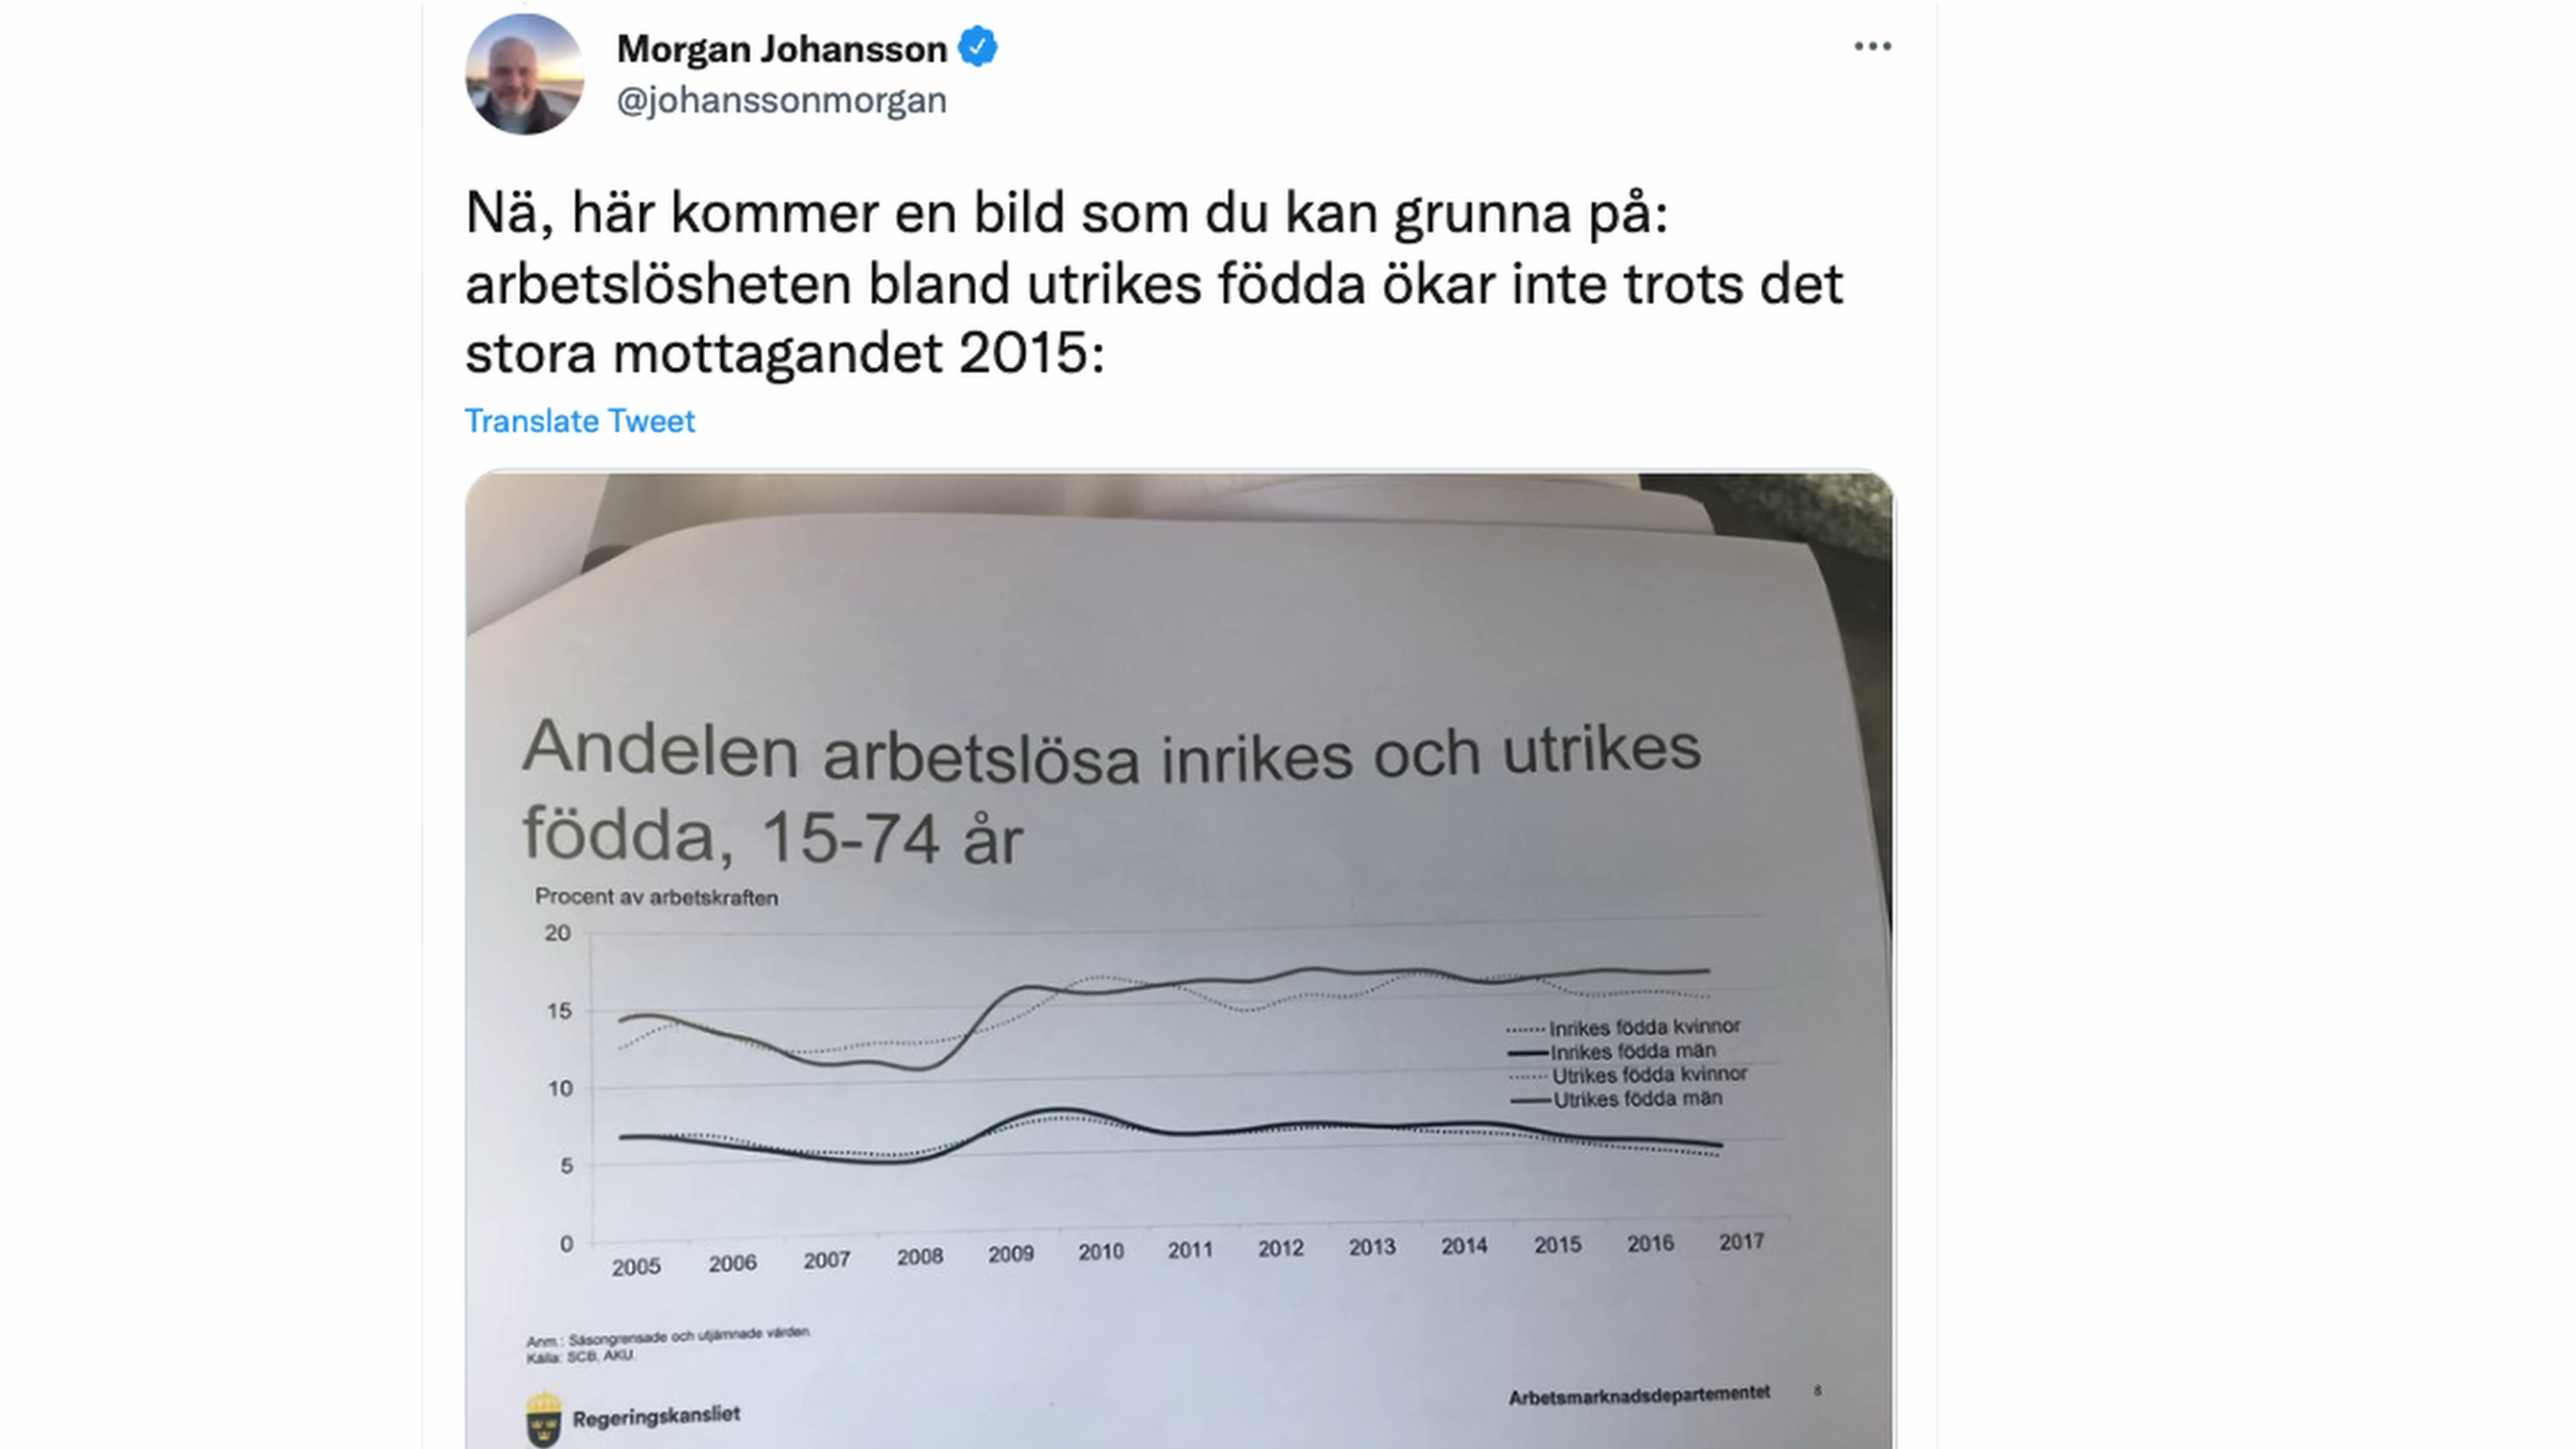 Morgan Johansson
@johanssonmorgan
Nä, här kommer en bild som du kan grunna på:
arbetslösheten bland utrikes födda ökar inte trots det
stora mottagandet 2015:
Translate Tweet
Andelen arbetslösa inrikes och utrikes
födda, 15-74 år
Procent av arbetskraften
20
15
10
5
0
Inrikes födda kvinnor
Inrikes födda män
Utrikes födda kvinnor
Utrikes födda män
2005 2006 2007 2008 2009 2010 2011 2012 2013 2014 2015 2016 2017
Anm.: Säsongrensade och utjämnade värden
Källa: SCB, AKU.
Regeringskansliet
Arbetsmarknadsdepartementet 8